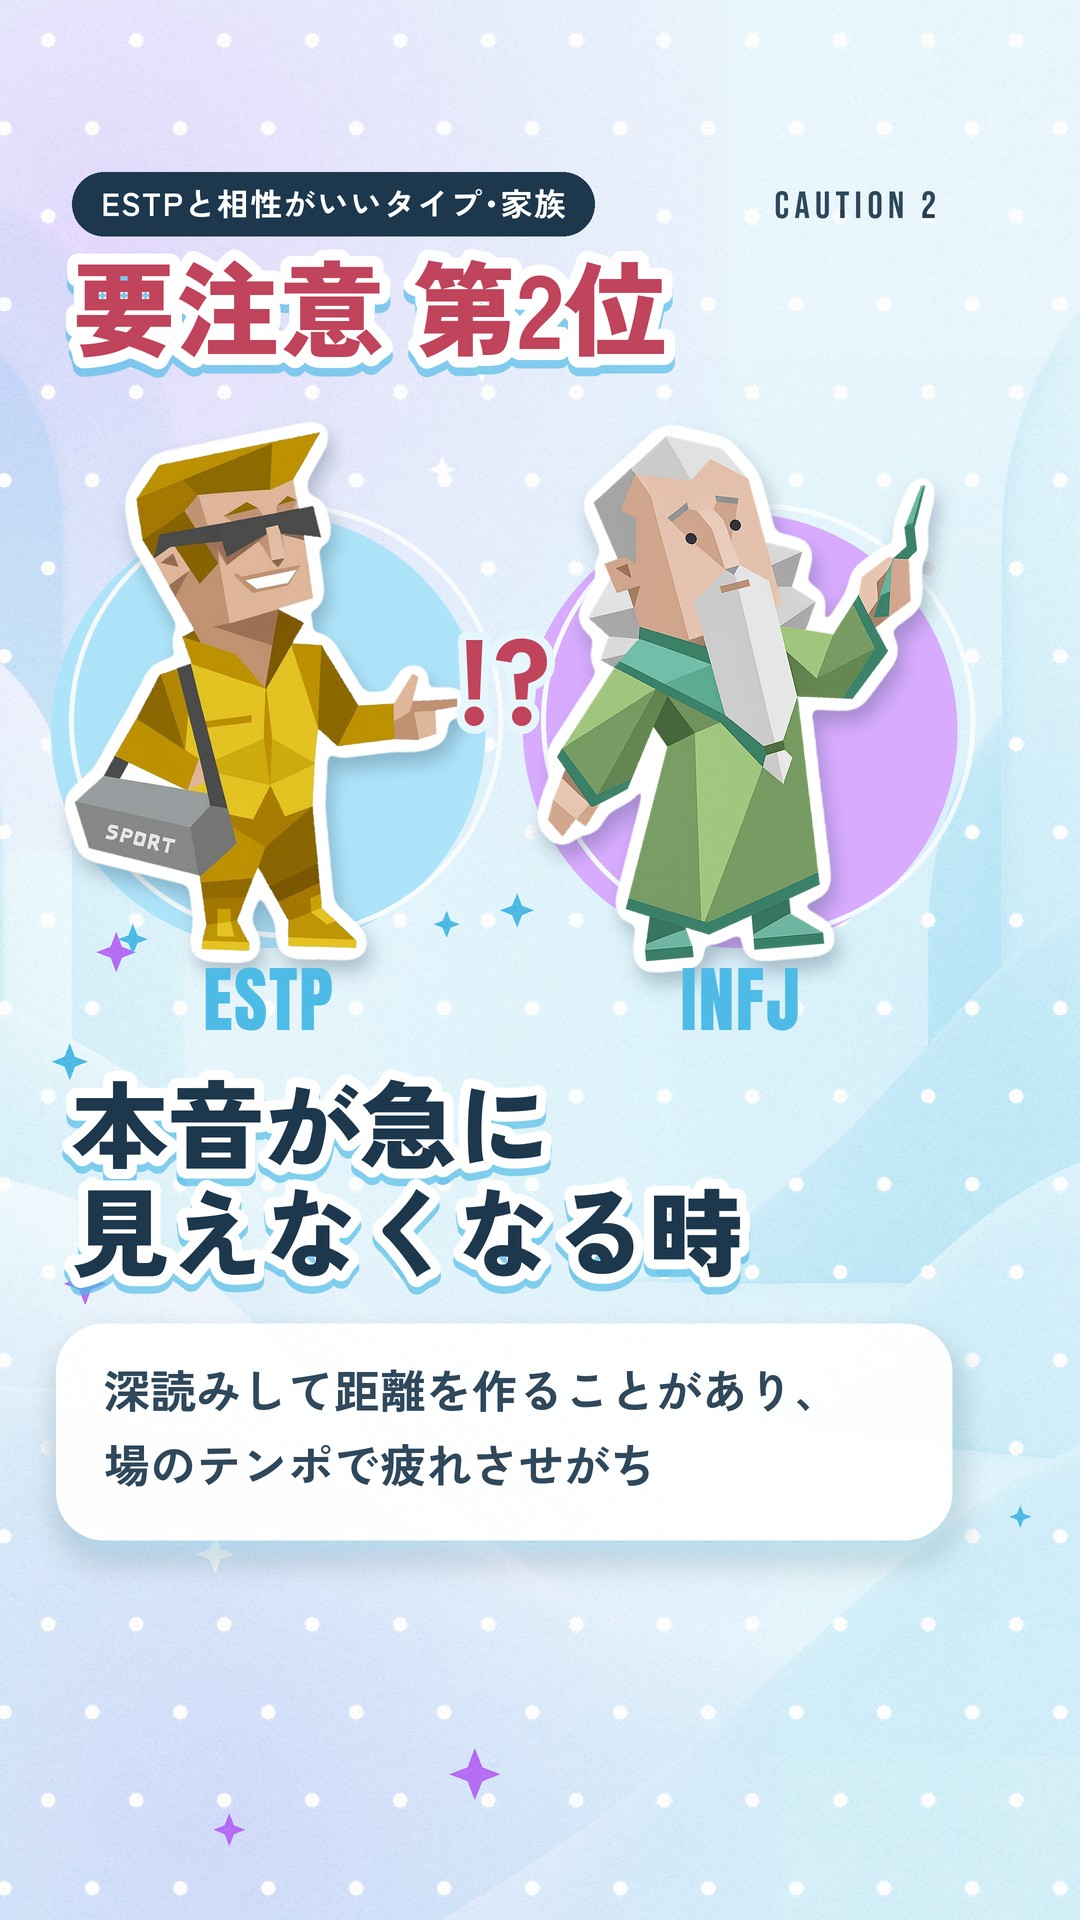 ESTPと相性がいいタイプ・家族
CAUTION 2
要注意 第2位
!?
SPORT
ESTP
INFJ
本音が急に
見えなくなる時
深読みして距離を作ることがあり、
場のテンポで疲れさせがち